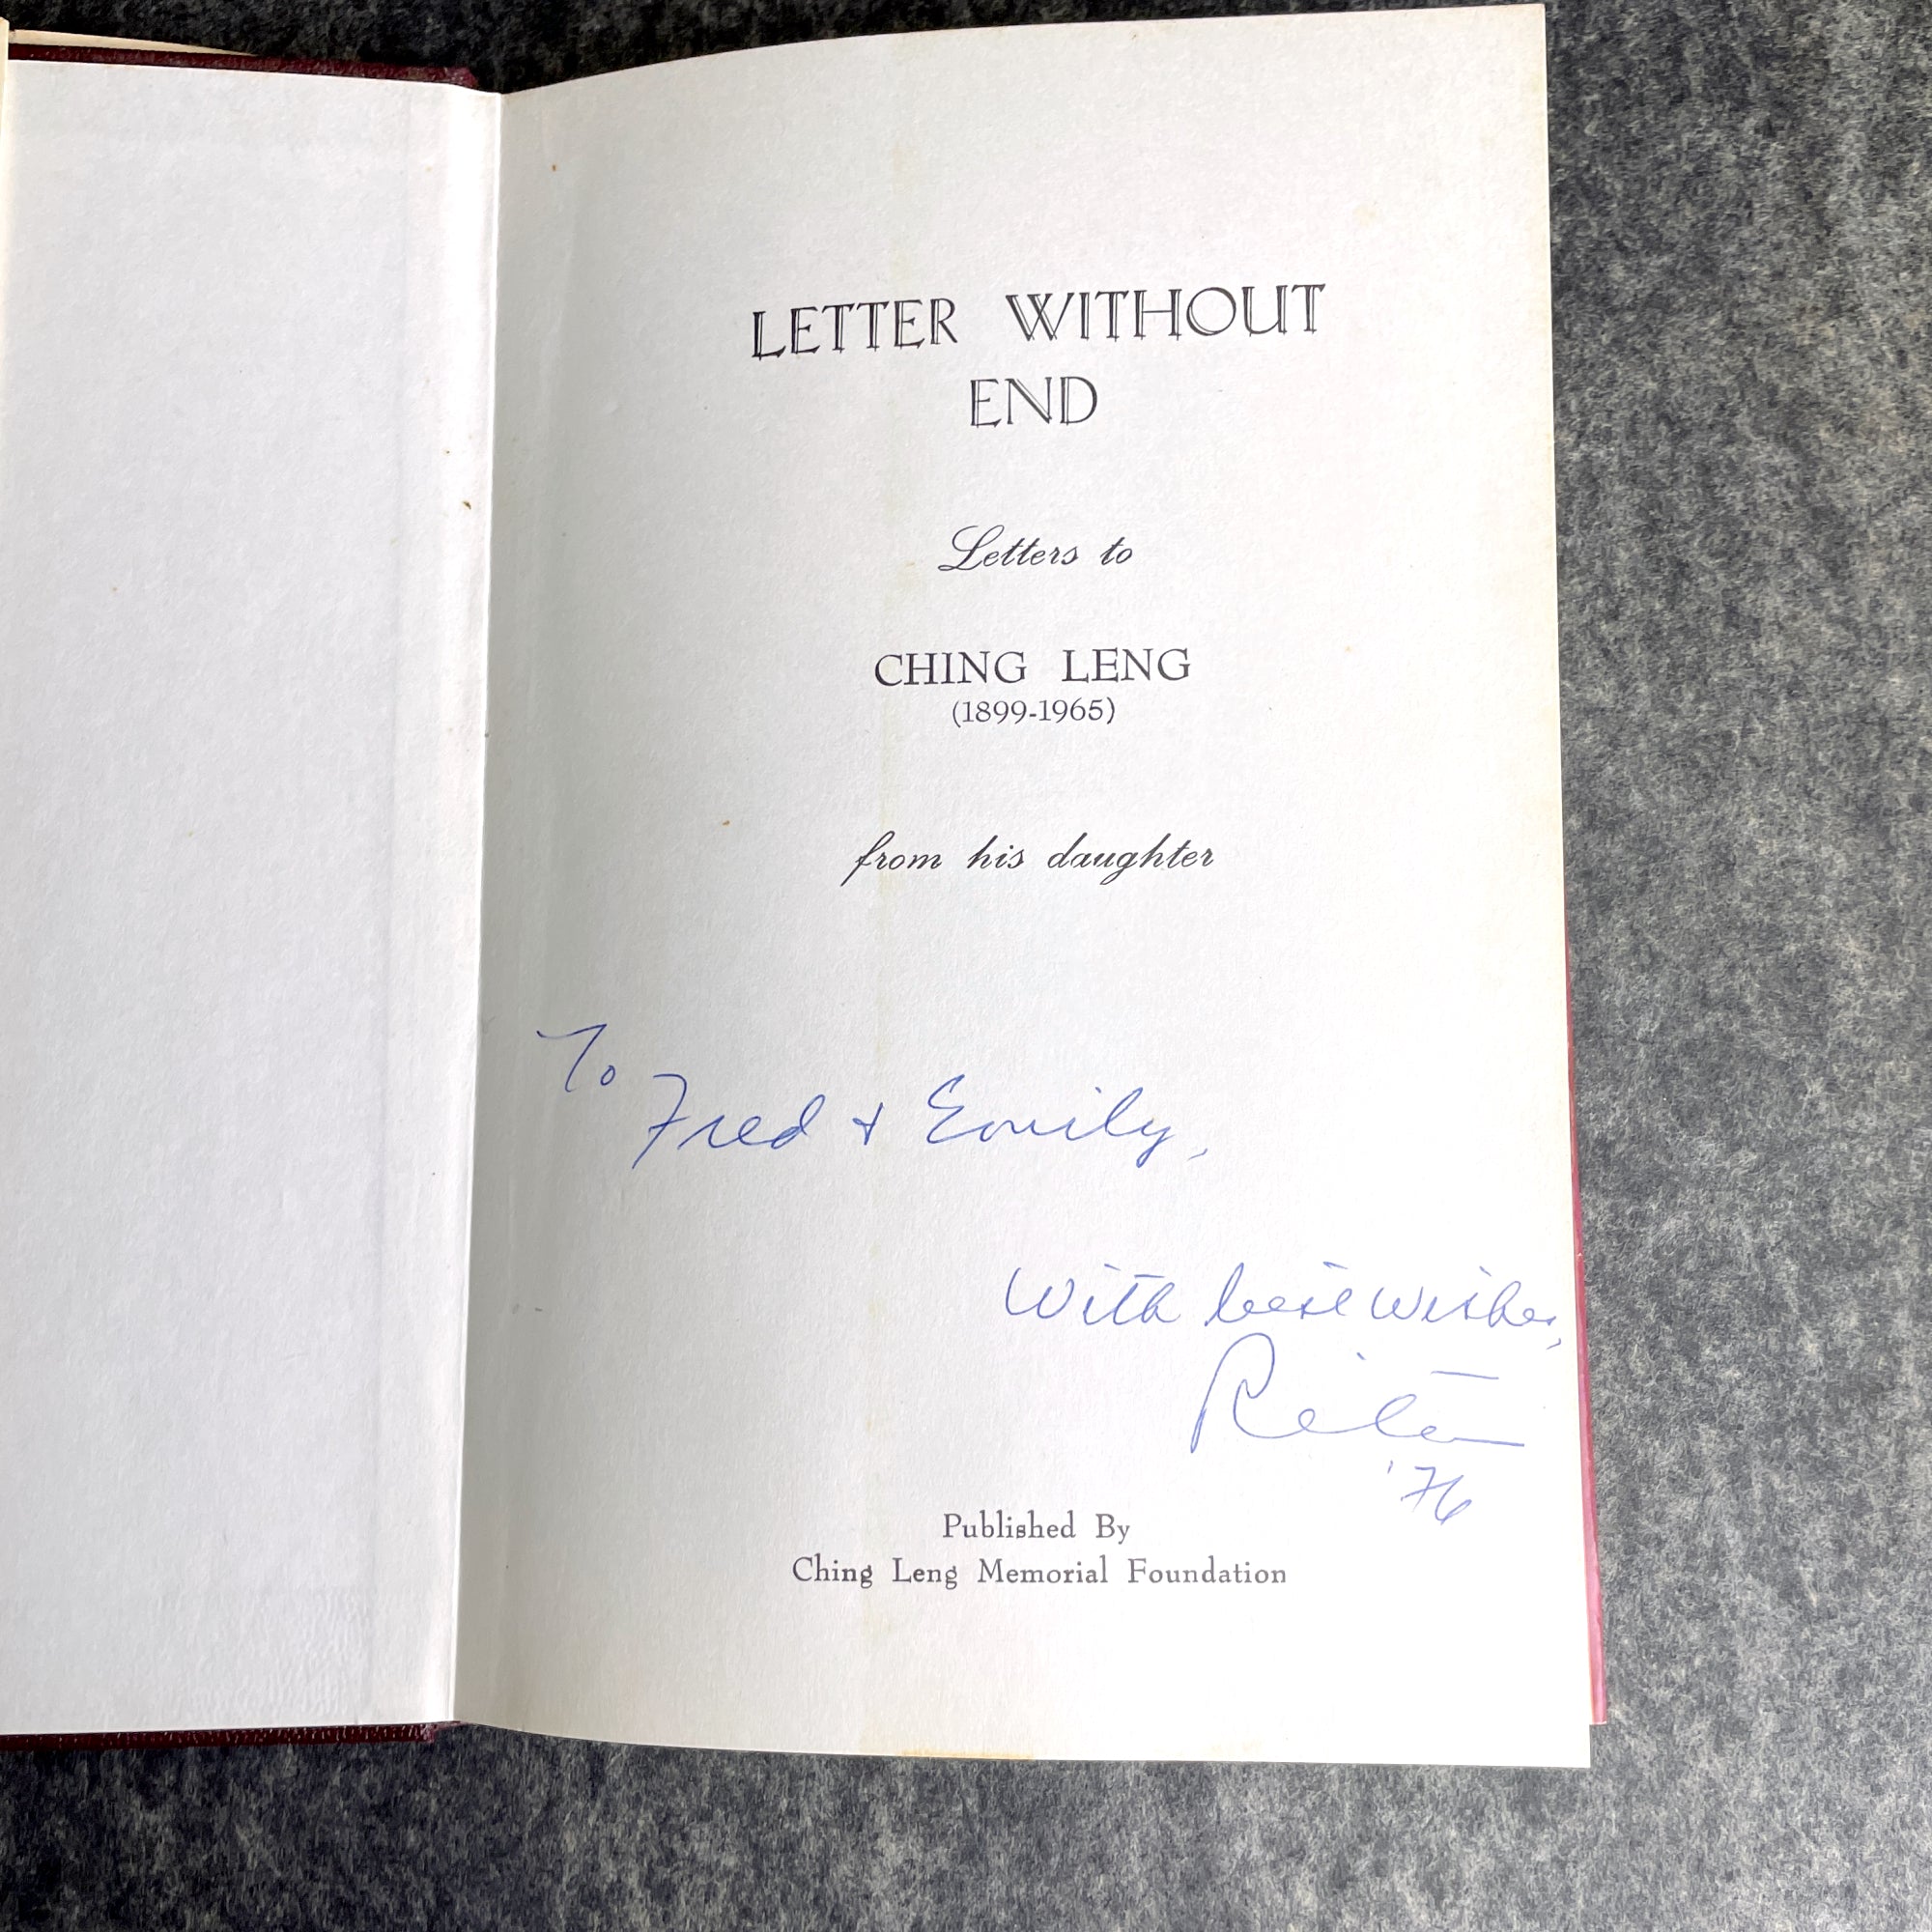 LETTER WITHOUT
END
Letters to
CHING LENG
(1899-1965)
from his daughter
To
Fred + Emily,
With best wishes,
Rita
'76
Published By
Ching Leng Memorial Foundation